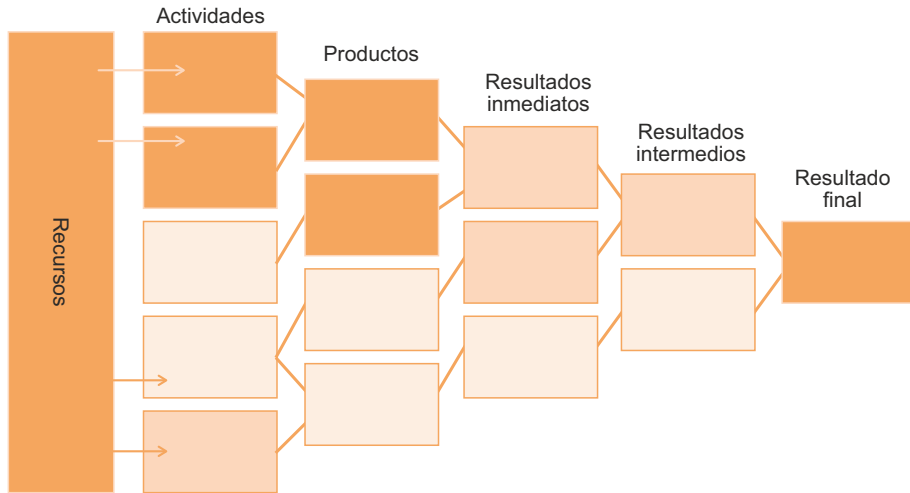 Actividades
Productos
Resultados
inmediatos
Resultados
intermedios
Resultado
final
Recursos